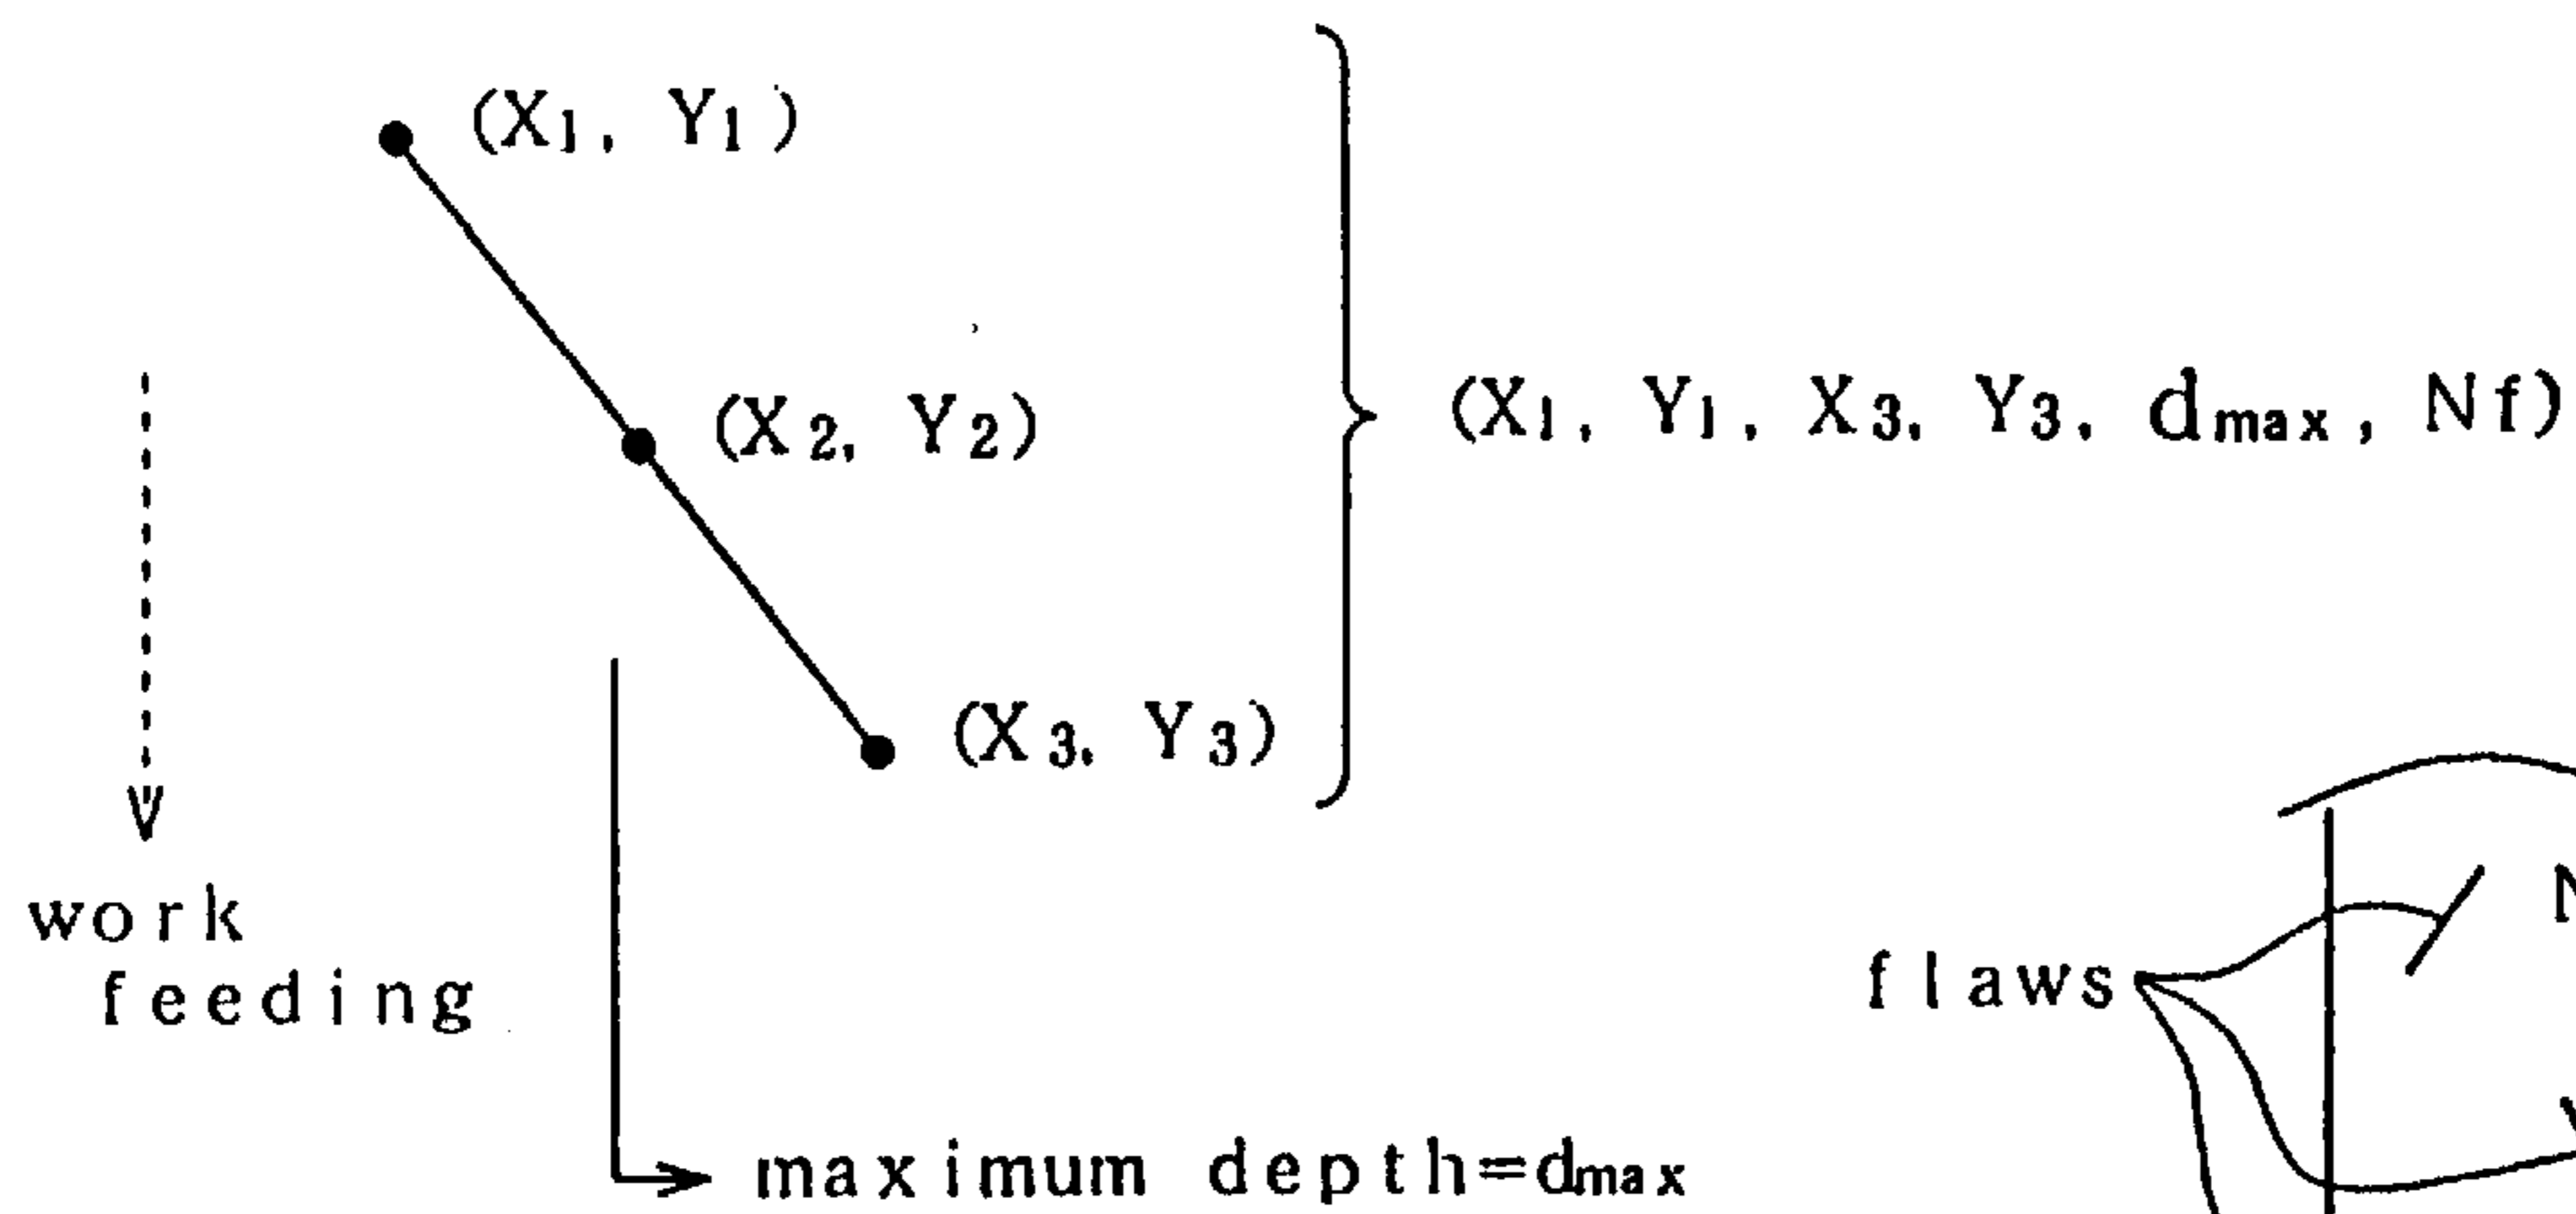 (X1, Y1)
(X2, Y2)
(X1, Y1, X3, Y3, dmax, Nf)
(X3, Y3)
work
feeding
flaws
maximum depth=dmax